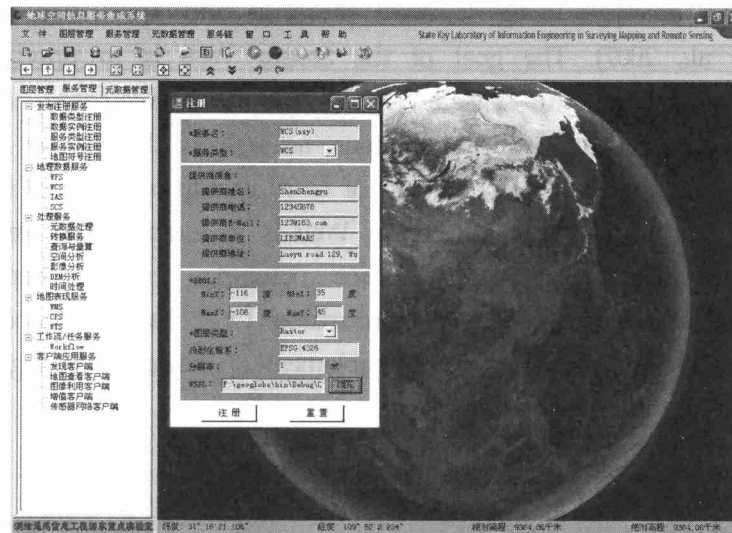 地球空间信息服务集成系统
文件 图层管理 服务管理 元数据管理 服务链 窗口 工具 帮助
State Key Laboratory of Information Engineering in Surveying Mapping and Remote Sensing
图层管理 服务管理 元数据管理
发布注册服务
数据类型注册
数据实例注册
服务类型注册
服务实例注册
地图符号注册
地理数据服务
WFS
WCS
IAS
SCS
处理服务
元数据处理
转换服务
查询与量算
空间分析
影像分析
DEM分析
时间处理
地图表现服务
WMS
CPS
WTS
工作流/任务服务
Workflow
客户端应用服务
发现客户端
地图查看客户端
图像利用客户端
增值客户端
传感器网络客户端
注册
*服务名: WCS(sxy)
*服务类型: WCS
提供商信息:
提供商姓名: ShenShengyu
提供商电话: 12345678
提供商E-Mail: 123@163.com
提供商单位: LIESMARS
提供商地址: Luoyu road 129, Wu
MinX: -116 度 MinY: 35 度
MaxX: -108 度 MaxY: 45 度
*图层类型: Raster
投影坐标系: EPSG 4326
分辨率: 1 米
WSDL: F:\geoglobe\bin\Debug\C
注册 重置
测绘遥感信息工程国家重点实验室
纬度: 31° 16′21.106″ 经度: 109° 52′ 绝对高程: 9304.06千米 绝对高程: 9304.06千米